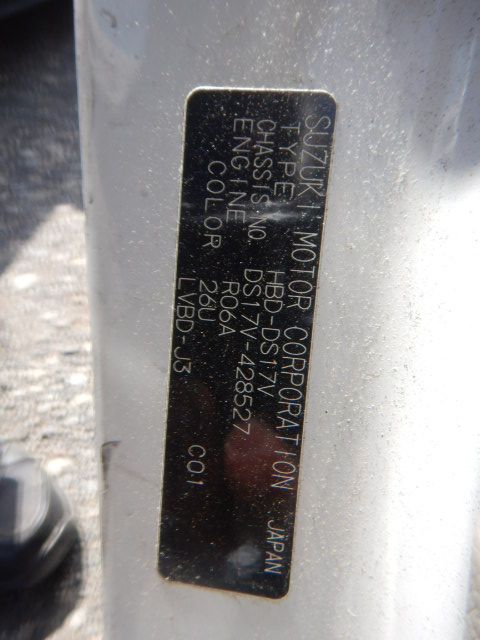 SUZUKI MOTOR CORPORATION JAPAN
TYPE HBD-DS17V
CHASSIS NO. DS17V-428527
ENGINE R06A
COLOR 26U
LVBD-J3 C01